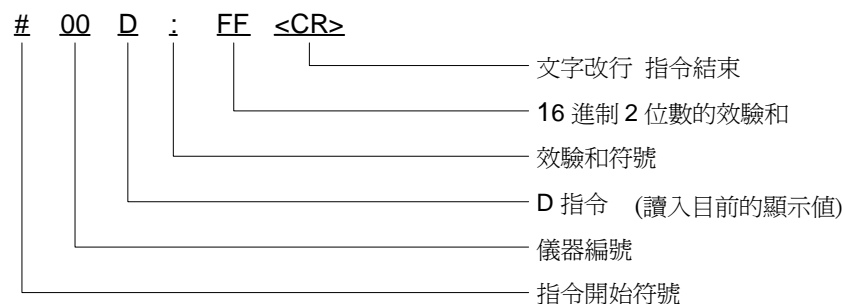 # 00 D : FF <CR>
文字改行 指令結束
16 進制 2 位數的效驗和
效驗和符號
D 指令 (讀入目前的顯示值)
儀器編號
指令開始符號